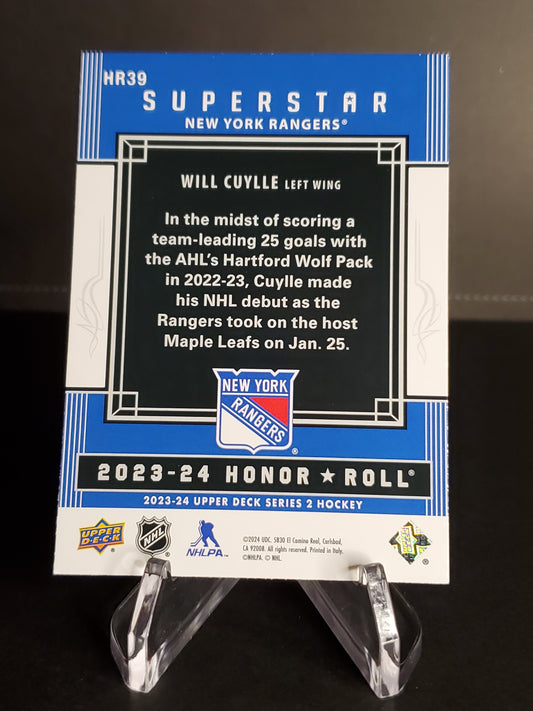 HR39
SUPERSTAR
NEW YORK RANGERS®
WILL CUYLLE LEFT WING
In the midst of scoring a
team-leading 25 goals with
the AHL's Hartford Wolf Pack
in 2022-23, Cuylle made
his NHL debut as the
Rangers took on the host
Maple Leafs on Jan. 25.
NEW YORK
RANGERS
®
2023-24 HONOR ★ ROLL®
2023-24 UPPER DECK SERIES 2 HOCKEY
UPPER
DECK
NHL
NHLPA™
©2024 UDC, 5830 El Camino Real, Carlsbad,
CA 92008. All rights reserved. Printed in Italy.
©NHLPA. © NHL.
®